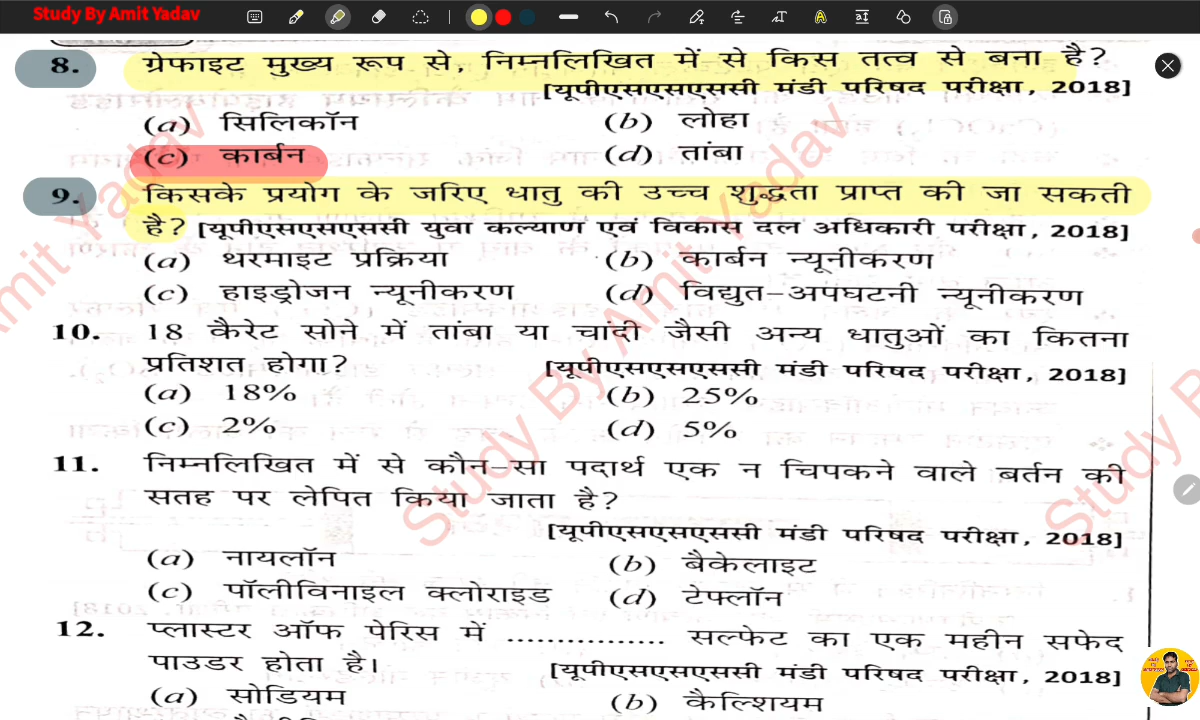 Study By Amit Yadav
8. ग्रेफाइट मुख्य रूप से, निम्नलिखित में से किस तत्व से बना है?
[यूपीएसएसएससी मंडी परिषद परीक्षा, 2018]
(a) सिलिकॉन (b) लोहा
(c) कार्बन (d) तांबा
9. किसके प्रयोग के जरिए धातु की उच्च शुद्धता प्राप्त की जा सकती
है? [यूपीएसएसएससी युवा कल्याण एवं विकास दल अधिकारी परीक्षा, 2018]
(a) थरमाइट प्रक्रिया (b) कार्बन न्यूनीकरण
(c) हाइड्रोजन न्यूनीकरण (d) विद्युत-अपघटनी न्यूनीकरण
10. 18 कैरेट सोने में तांबा या चांदी जैसी अन्य धातुओं का कितना
प्रतिशत होगा? [यूपीएसएसएससी मंडी परिषद परीक्षा, 2018]
(a) 18% (b) 25%
(c) 2% (d) 5%
11. निम्नलिखित में से कौन-सा पदार्थ एक न चिपकने वाले बर्तन की
सतह पर लेपित किया जाता है?
[यूपीएसएसएससी मंडी परिषद परीक्षा, 2018]
(a) नायलॉन (b) बैकेलाइट
(c) पॉलीविनाइल क्लोराइड (d) टेफ्लॉन
12. प्लास्टर ऑफ पेरिस में ................ सल्फेट का एक महीन सफेद
पाउडर होता है। [यूपीएसएसएससी मंडी परिषद परीक्षा, 2018]
(a) सोडियम (b) कैल्शियम
Study By Amit Yadav